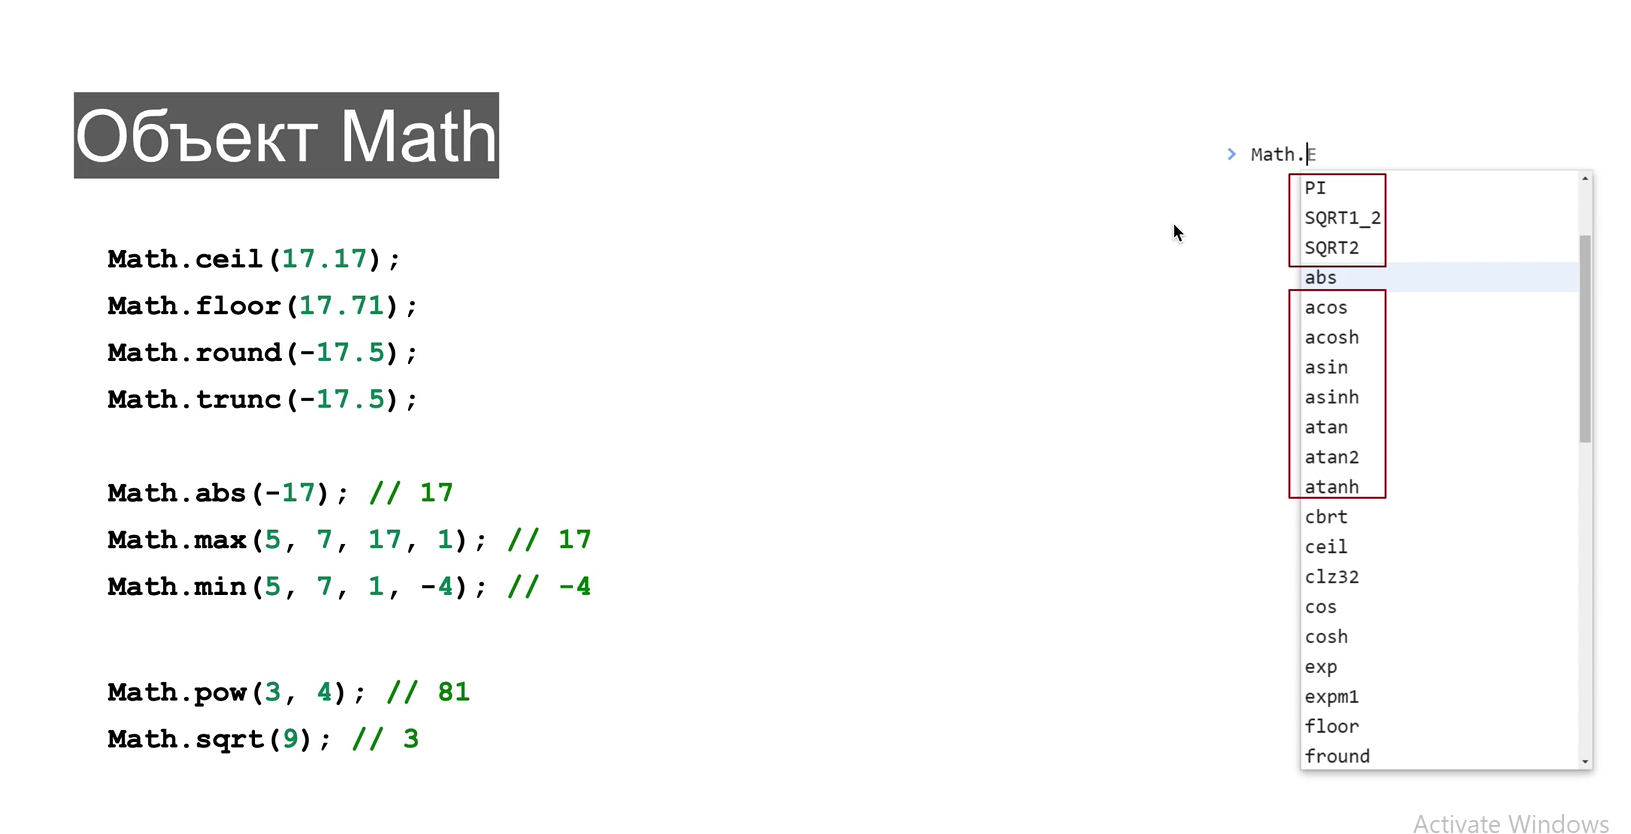 Объект Math
Math.ceil(17.17);
Math.floor(17.71);
Math.round(-17.5);
Math.trunc(-17.5);
Math.abs(-17); // 17
Math.max(5, 7, 17, 1); // 17
Math.min(5, 7, 1, -4); // -4
Math.pow(3, 4); // 81
Math.sqrt(9); // 3
> Math.E
PI
SQRT1_2
SQRT2
abs
acos
acosh
asin
asinh
atan
atan2
atanh
cbrt
ceil
clz32
cos
cosh
exp
expm1
floor
fround
Activate Windows